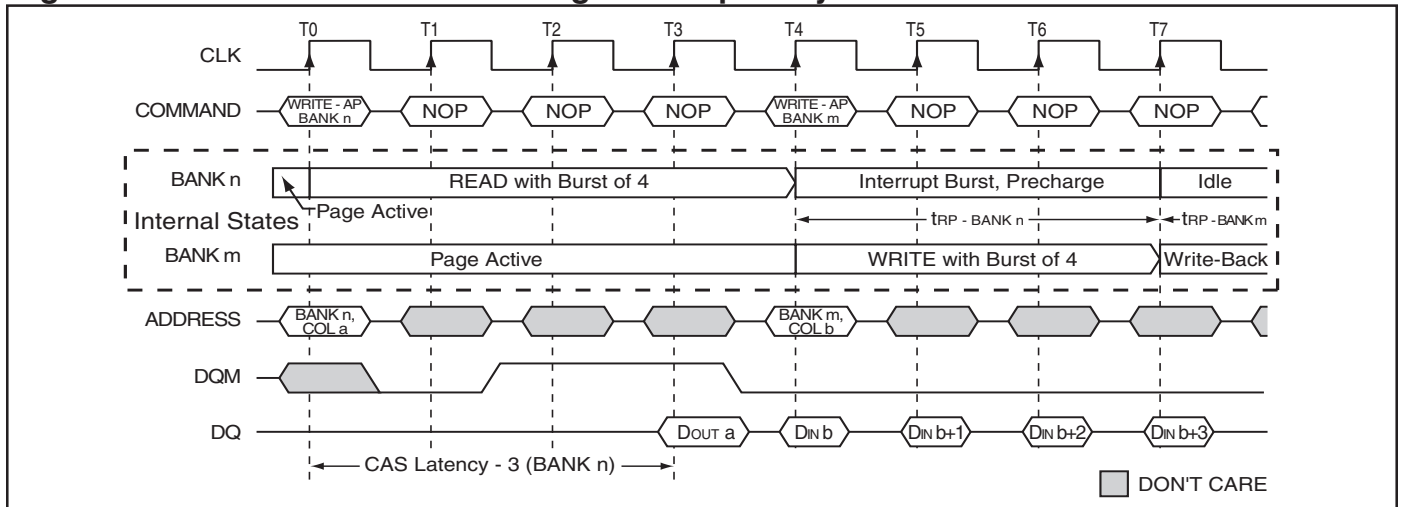 T0 T1 T2 T3 T4 T5 T6 T7
CLK
COMMAND WRITE - AP BANK n NOP NOP NOP WRITE - AP BANK m NOP NOP NOP
BANK n READ with Burst of 4 Interrupt Burst, Precharge Idle
Internal States Page Active tRP - BANK n tRP - BANK m
BANK m Page Active WRITE with Burst of 4 Write-Back
ADDRESS BANK n, COL a BANK m, COL b
DQM
DQ DOUT a DIN b DIN b+1 DIN b+2 DIN b+3
CAS Latency - 3 (BANK n)
DON'T CARE